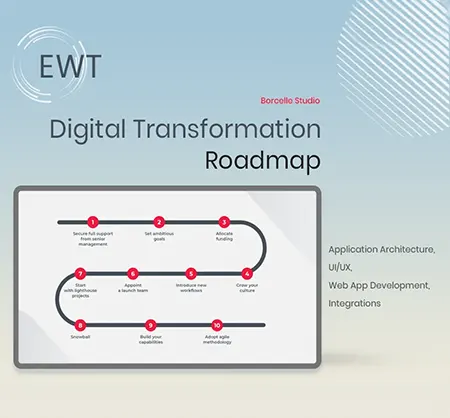 EWT
Borcelle Studio
Digital Transformation
Roadmap
1
Secure full support
from senior
management
2
Set ambitious
goals
3
Allocate
funding
7
Start
with lighthouse
projects
6
Appoint
a launch team
5
Introduce new
workflows
4
Crew your
culture
8
Snowball
9
Build your
capabilities
10
Adopt agile
methodology
Application Architecture,
UI/UX,
Web App Development,
Integrations